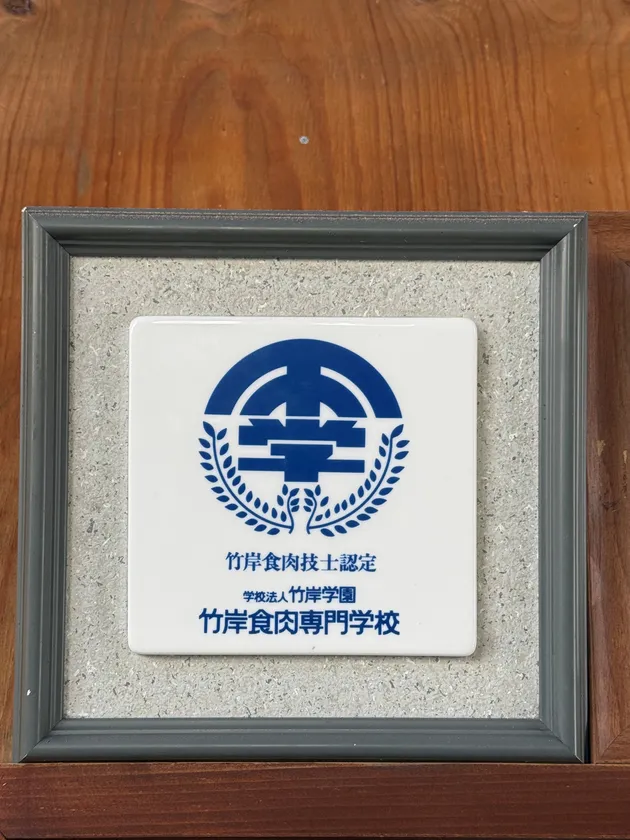 竹岸食肉技士認定
学校法人竹岸学園
竹岸食肉専門学校